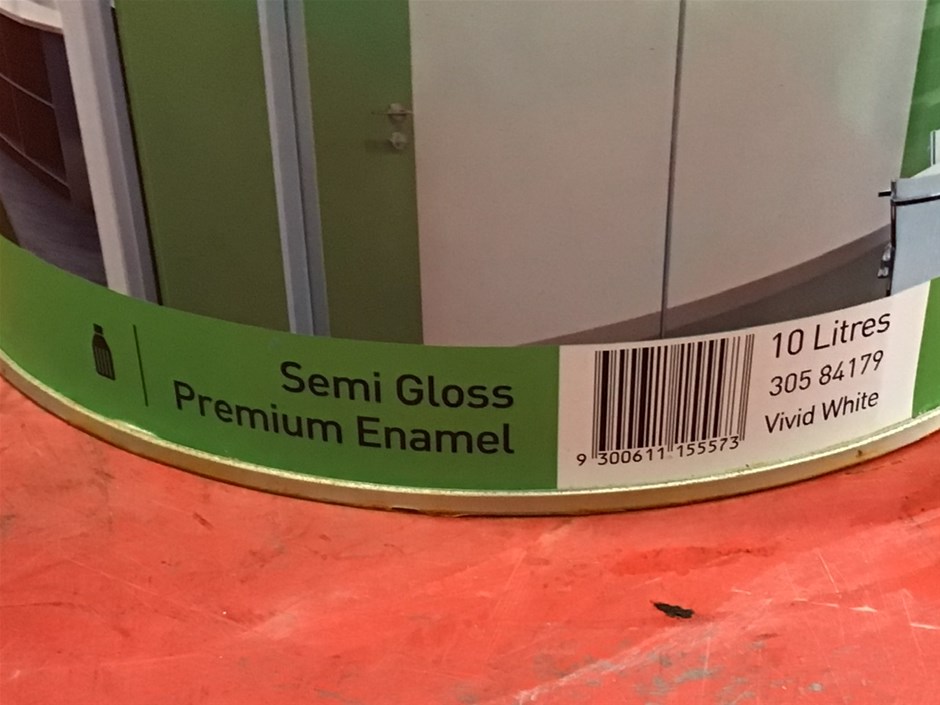 Semi Gloss
Premium Enamel
10 Litres
305 84179
Vivid White
9 300611 155573